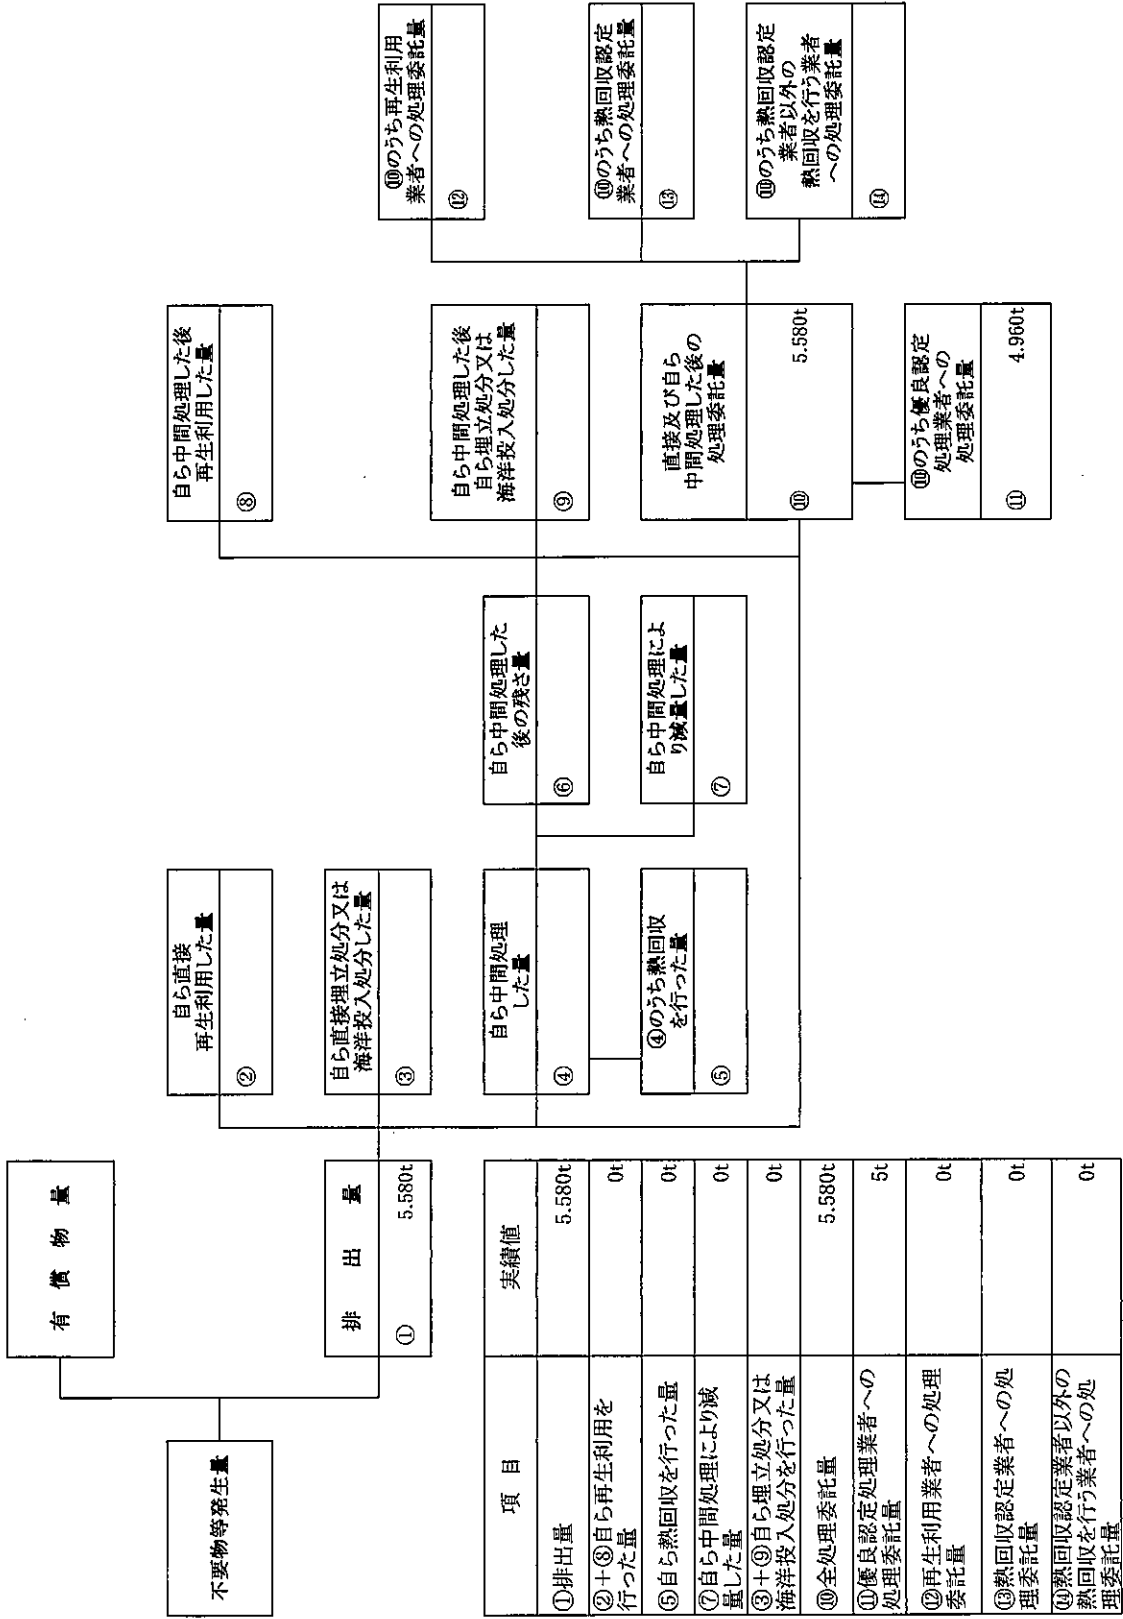 不要物等発生量
有償物量
排出量
① 5.580t
自ら直接
再生利用した量
②
自ら直接埋立処分又は
海洋投入処分した量
③
自ら中間処理
した量
④
④のうち熱回収
を行った量
⑤
自ら中間処理した
後の残さ量
⑥
自ら中間処理によ
り減量した量
⑦
自ら中間処理した後
再生利用した量
⑧
自ら中間処理した後
自ら埋立処分又は
海洋投入処分した量
⑨
直接及び自ら
中間処理した後の
処理委託量
⑩ 5.580t
⑩のうち優良認定
処理業者への
処理委託量
⑪ 4.960t
⑩のうち再生利用
業者への処理委託量
⑫
⑩のうち熱回収認定
業者への処理委託量
⑬
⑩のうち熱回収認定
業者以外の
熱回収を行う業者
への処理委託量
⑭
項目 実績値
①排出量 5.580t
②+⑧自ら再生利用を
行った量 0t
⑤自ら熱回収を行った量 0t
⑦自ら中間処理により減
量した量 0t
③+⑨自ら埋立処分又は
海洋投入処分を行った量 0t
⑩全処理委託量 5.580t
⑪優良認定処理業者への
処理委託量 5t
⑫再生利用業者への処理
委託量 0t
⑬熱回収認定業者への処
理委託量 0t
⑭熱回収認定業者以外の
熱回収を行う業者への処
理委託量 0t